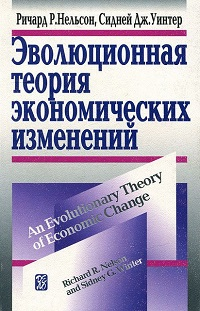 Ричард Р.Нельсон, Сидней Дж.Уинтер
Эволюционная
теория
экономических
изменений
An Evolutionary Theory
of Economic Change
Richard R. Nelson
and Sidney G. Winter